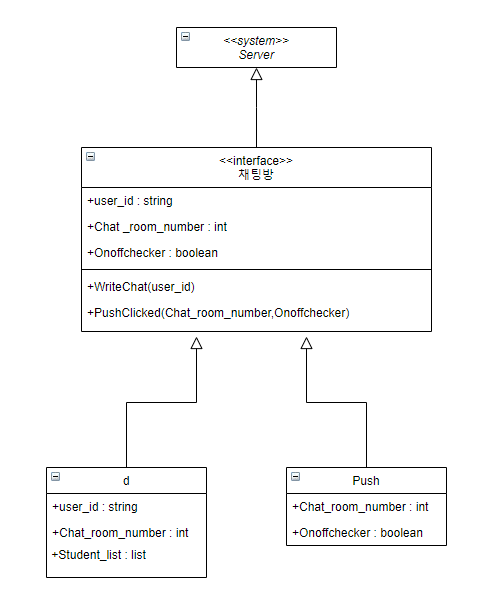 <<system>>
Server
<<interface>>
채팅방
+user_id : string
+Chat _room_number : int
+Onoffchecker : boolean
+WriteChat(user_id)
+PushClicked(Chat_room_number,Onoffchecker)
d
+user_id : string
+Chat_room_number : int
+Student_list : list
Push
+Chat_room_number : int
+Onoffchecker : boolean